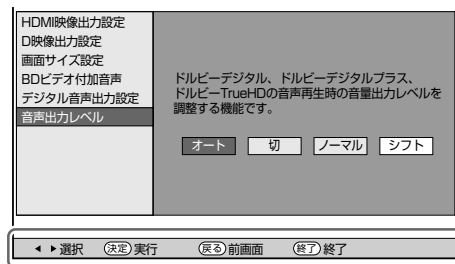 HDMI映像出力設定
D映像出力設定
画面サイズ設定
BDビデオ付加音声
デジタル音声出力設定
音声出力レベル
ドルビーデジタル、ドルビーデジタルプラス、
ドルビーTrueHDの音声再生時の音量出力レベルを
調整する機能です。
オート 切 ノーマル シフト
選択 決定 実行 戻る 前画面 終了 終了